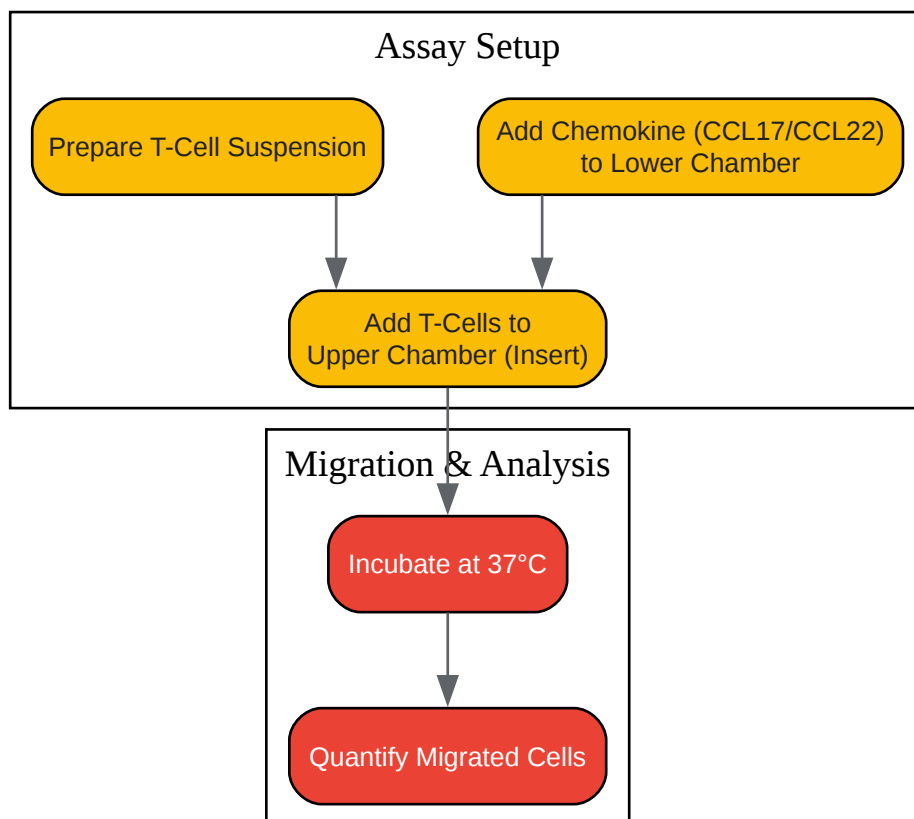 Assay Setup
Prepare T-Cell Suspension
Add Chemokine (CCL17/CCL22)
to Lower Chamber
Add T-Cells to
Upper Chamber (Insert)
Migration & Analysis
Incubate at 37°C
Quantify Migrated Cells